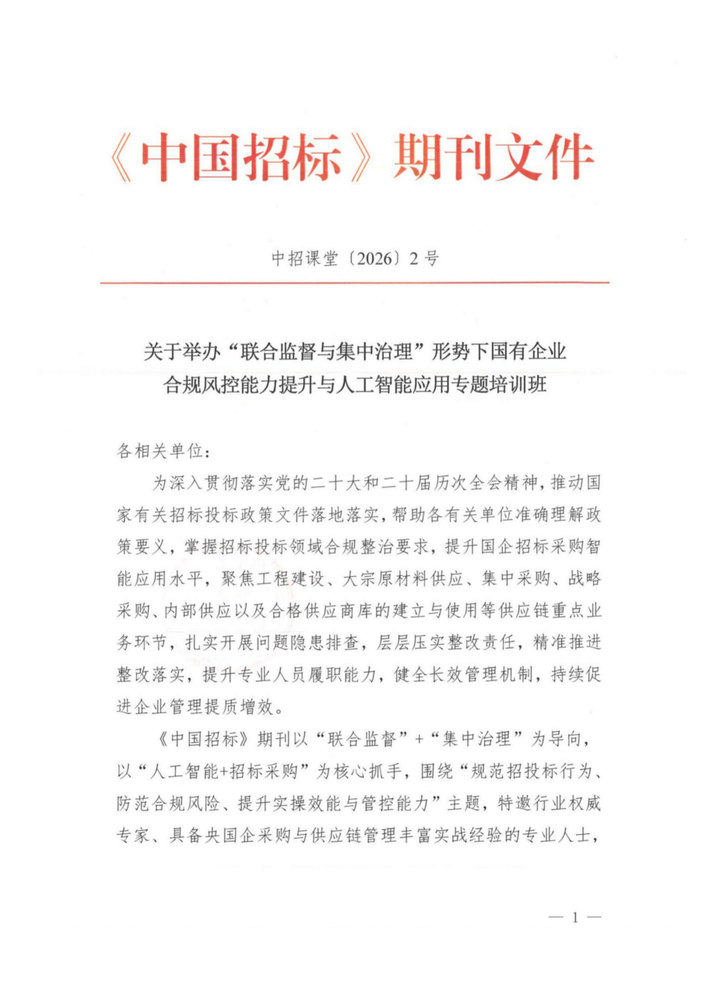 《中国招标》期刊文件
中招课堂〔2026〕2 号
关于举办“联合监督与集中治理”形势下国有企业
合规风控能力提升与人工智能应用专题培训班
各相关单位：
为深入贯彻落实党的二十大和二十届历次全会精神，推动国
家有关招标投标政策文件落地落实，帮助各有关单位准确理解政
策要义，掌握招标投标领域合规整治要求，提升国企招标采购智
能应用水平，聚焦工程建设、大宗原材料供应、集中采购、战略
采购、内部供应以及合格供应商库的建立与使用等供应链重点业
务环节，扎实开展问题隐患排查，层层压实整改责任，精准推进
整改落实，提升专业人员履职能力，健全长效管理机制，持续促
进企业管理提质增效。
《中国招标》期刊以“联合监督”+“集中治理”为导向，
以“人工智能+招标采购”为核心抓手，围绕“规范招投标行为、
防范合规风险、提升实操效能与管控能力”主题，特邀行业权威
专家、具备央国企采购与供应链管理丰富实战经验的专业人士，
— 1 —